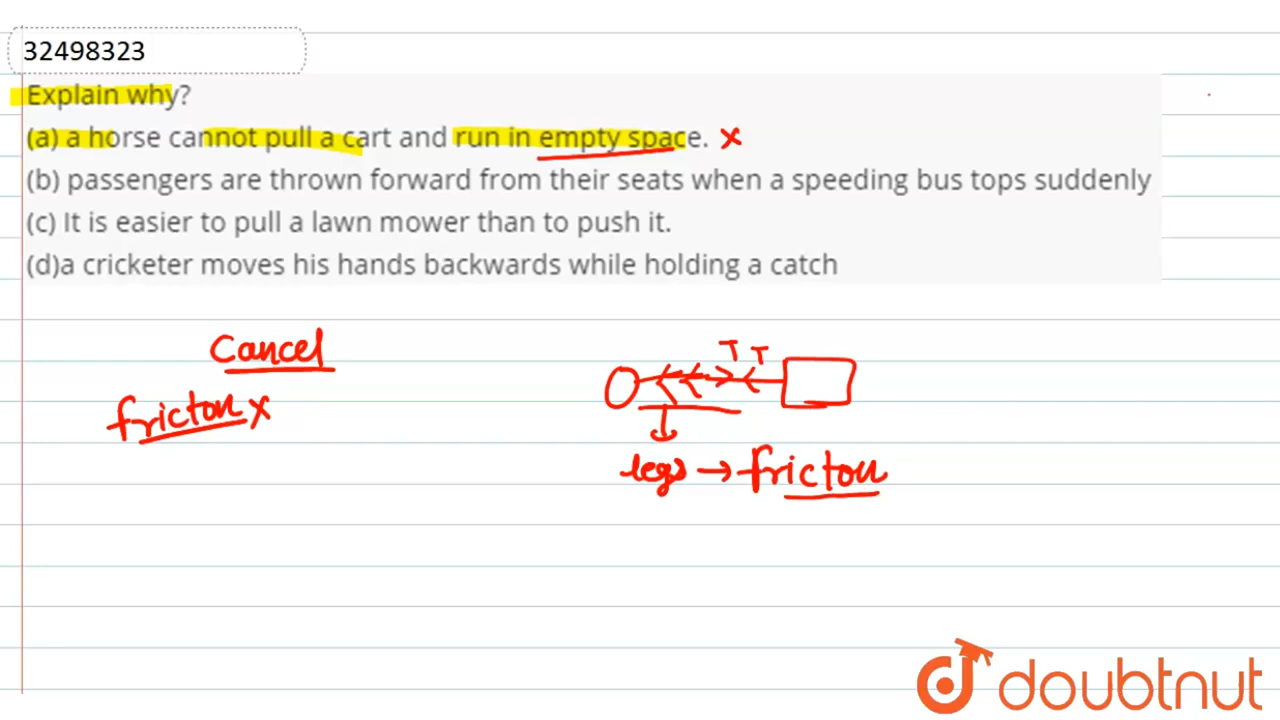 32498323
Explain why?
(a) a horse cannot pull a cart and run in empty space. x
(b) passengers are thrown forward from their seats when a speeding bus tops suddenly
(c) It is easier to pull a lawn mower than to push it.
(d)a cricketer moves his hands backwards while holding a catch
Cancel
fricton x
T T
legs → fricton
doubtnut